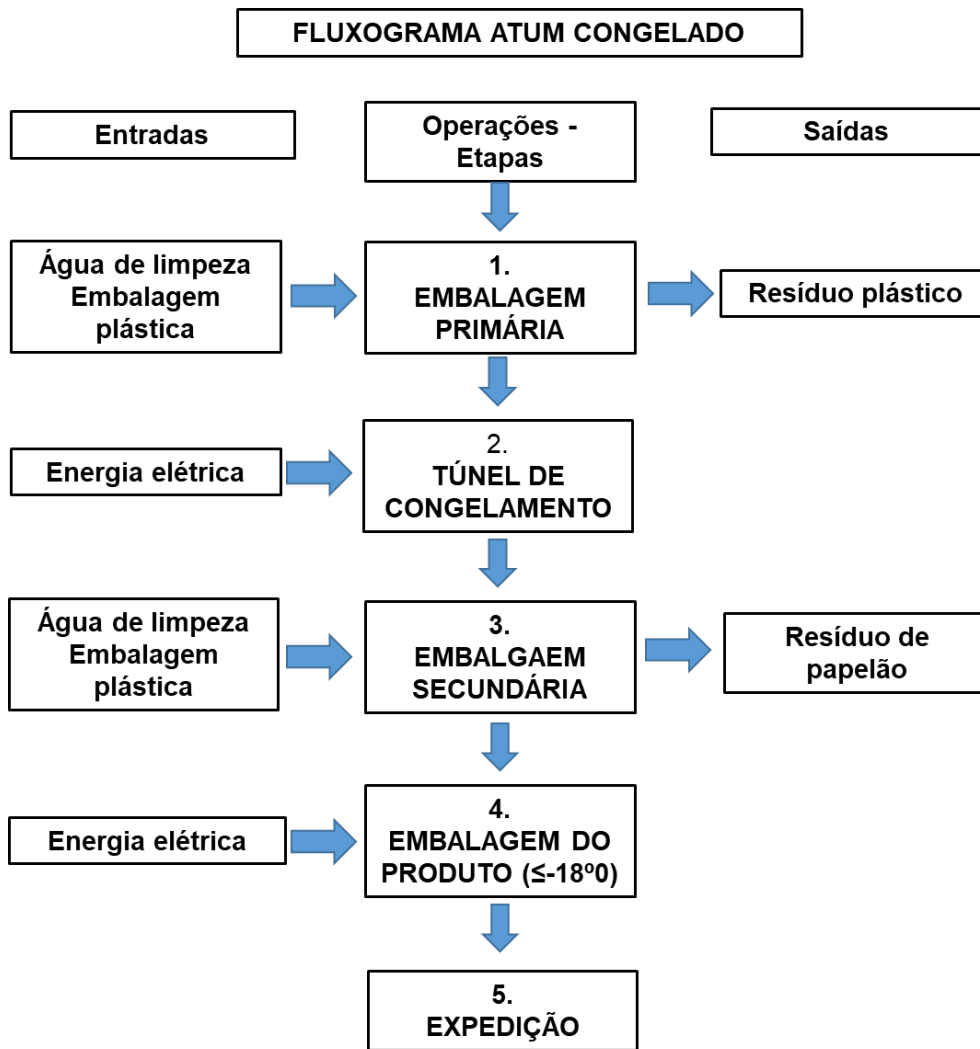 FLUXOGRAMA ATUM CONGELADO
Entradas
Operações -
Etapas
Saídas
Água de limpeza
Embalagem
plástica
1.
EMBALAGEM
PRIMÁRIA
Resíduo plástico
Energia elétrica
2.
TÚNEL DE
CONGELAMENTO
Água de limpeza
Embalagem
plástica
3.
EMBALGAEM
SECUNDÁRIA
Resíduo de
papelão
Energia elétrica
4.
EMBALAGEM DO
PRODUTO (≤-18º0)
5.
EXPEDIÇÃO